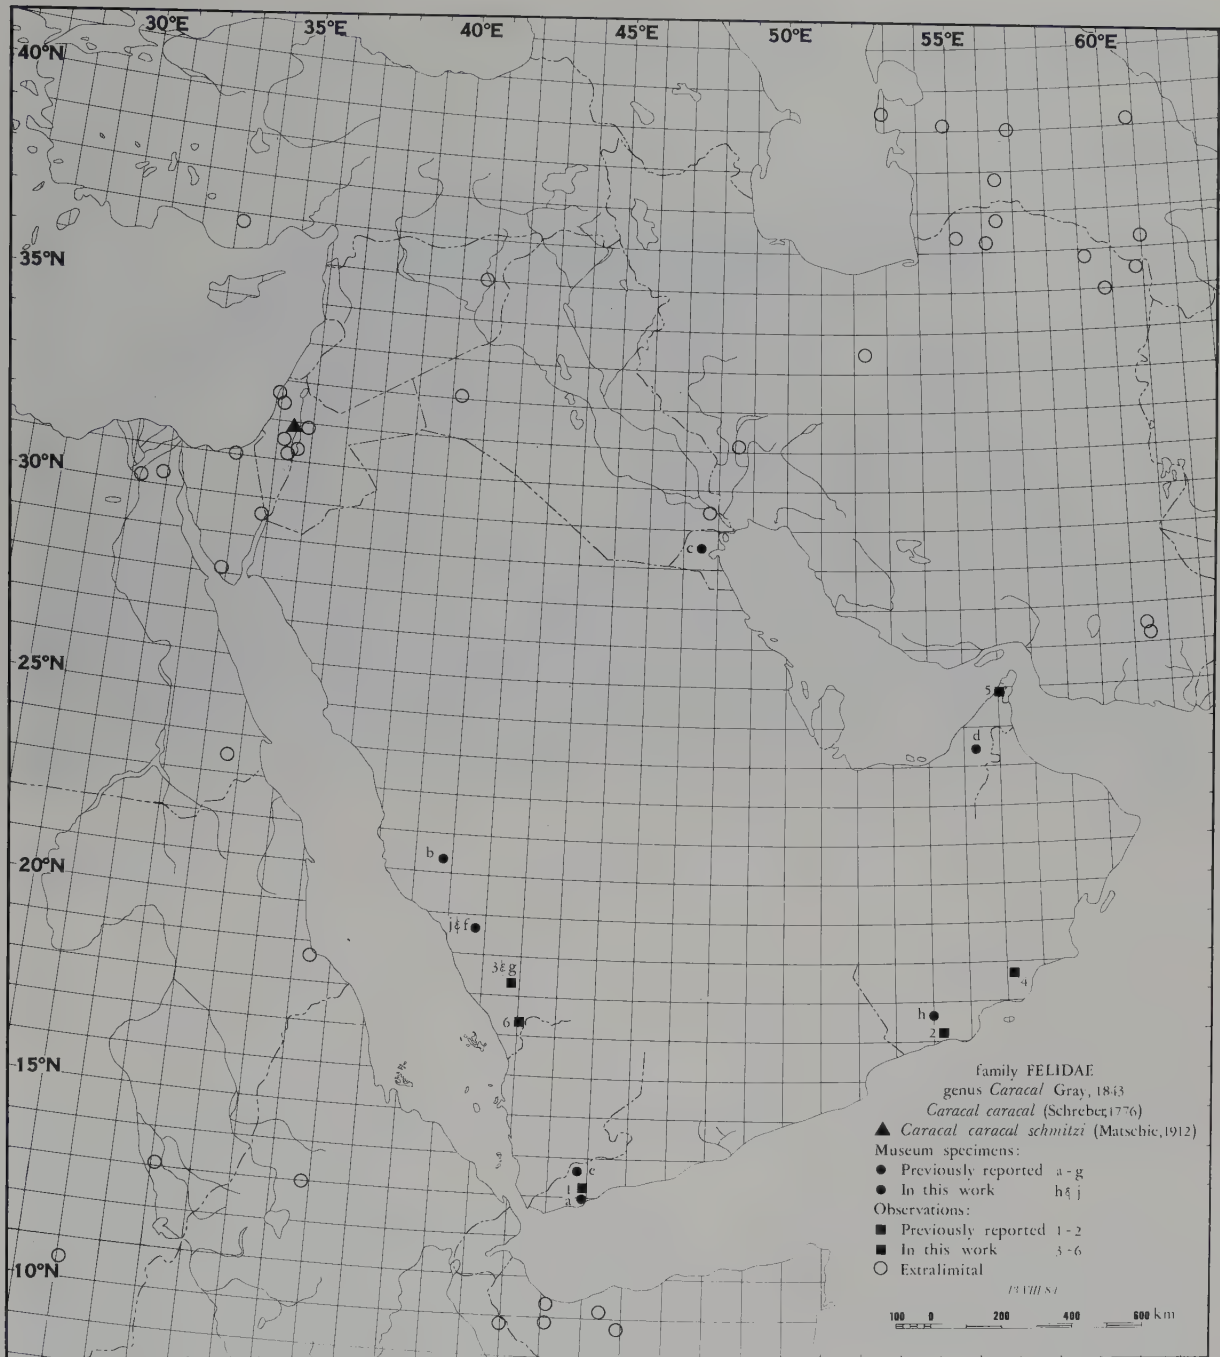 30°E 35°E 40°E 45°E 50°E 55°E 60°E
40°N
35°N
30°N
c
25°N
5
d
b
20°N
j&f
3&g
4
h
6
2
15°N
family FELIDAE
genus Caracal Gray, 1843
Caracal caracal (Schreber, 1776)
▲ Caracal caracal schmitzi (Matschie, 1912)
Museum specimens:
● Previously reported a-g
● In this work h& j
Observations:
■ Previously reported 1-2
■ In this work 3-6
○ Extralimital
e
1
a
10°N
100 0 200 400 600 km